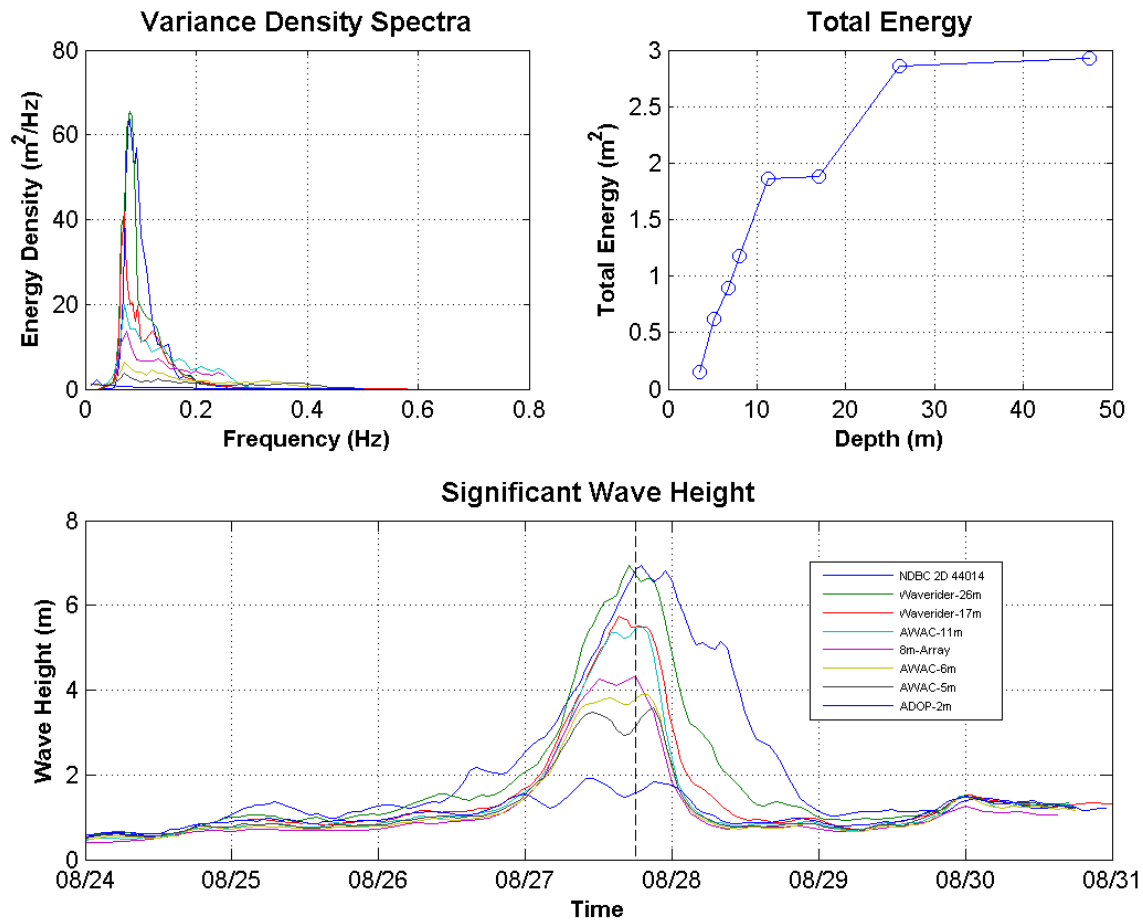 Variance Density Spectra
80
60
40
20
0
0 0.2 0.4 0.6 0.8
Energy Density (m²/Hz)
Frequency (Hz)
Total Energy
3
2.5
2
1.5
1
0.5
0
0 10 20 30 40 50
Total Energy (m²)
Depth (m)
Significant Wave Height
8
6
4
2
0
08/24 08/25 08/26 08/27 08/28 08/29 08/30 08/31
Wave Height (m)
Time
NDBC 2D 44014
Waverider-26m
Waverider-17m
AWAC-11m
8m-Array
AWAC-6m
AWAC-5m
ADOP-2m